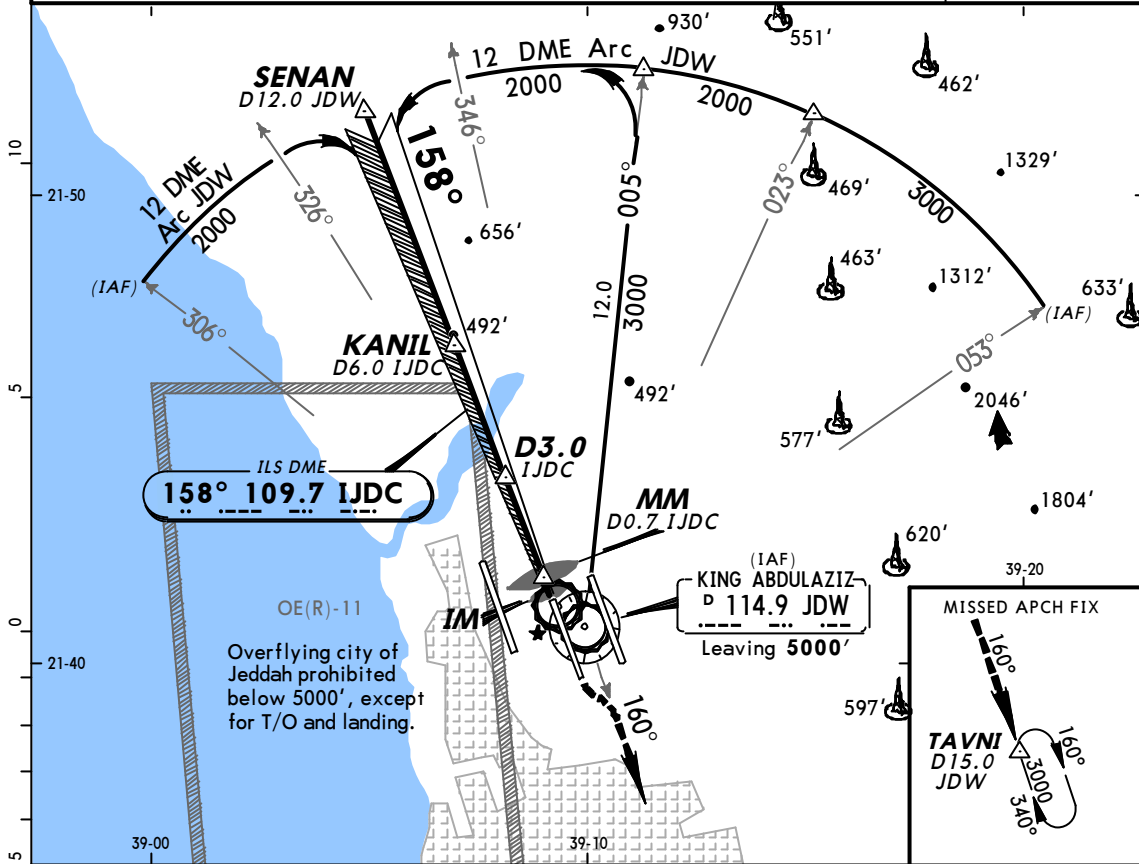 930'
551'
462'
12 DME Arc JDW
2000
2000
SENAN
D12.0 JDW
346°
158°
10
21-50
12 DME
Arc JDW
2000
326°
656'
005°
023°
469'
1329'
3000
(IAF)
306°
12.0
3000
463'
1312'
633'
(IAF)
492'
KANIL
D6.0 IJDC
053°
5
492'
2046'
577'
D3.0
IJDC
ILS DME
158° 109.7 IJDC
MM
D0.7 IJDC
1804'
620'
(IAF)
KING ABDULAZIZ
D 114.9 JDW
Leaving 5000'
39-20
OE(R)-11
IM
0
21-40
Overflying city of
Jeddah prohibited
below 5000', except
for T/O and landing.
160°
597'
MISSED APCH FIX
160°
TAVNI
D15.0
JDW
160°
3000
340°
5
39-00
39-10